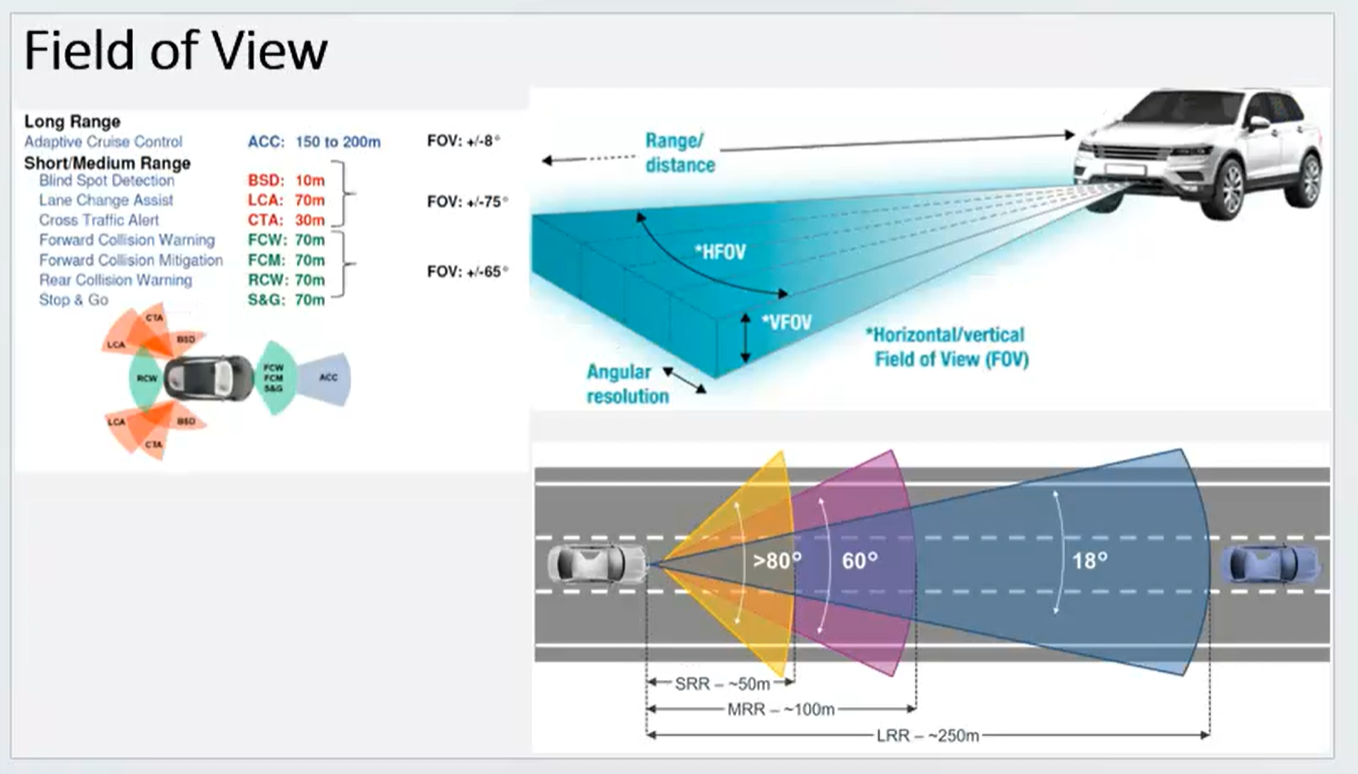 Field of View
Long Range
Adaptive Cruise Control ACC: 150 to 200m FOV: +/-8°
Short/Medium Range
Blind Spot Detection BSD: 10m
Lane Change Assist LCA: 70m FOV: +/-75°
Cross Traffic Alert CTA: 30m
Forward Collision Warning FCW: 70m
Forward Collision Mitigation FCM: 70m FOV: +/-65°
Rear Collision Warning RCW: 70m
Stop & Go S&G: 70m
CTA
LCA
BSD
RCW
FCW
FCM
S&G
ACC
LCA
BSD
CTA
Range/
distance
*HFOV
*VFOV
*Horizontal/vertical
Field of View (FOV)
Angular
resolution
>80°
60°
18°
SRR – ~50m
MRR – ~100m
LRR – ~250m